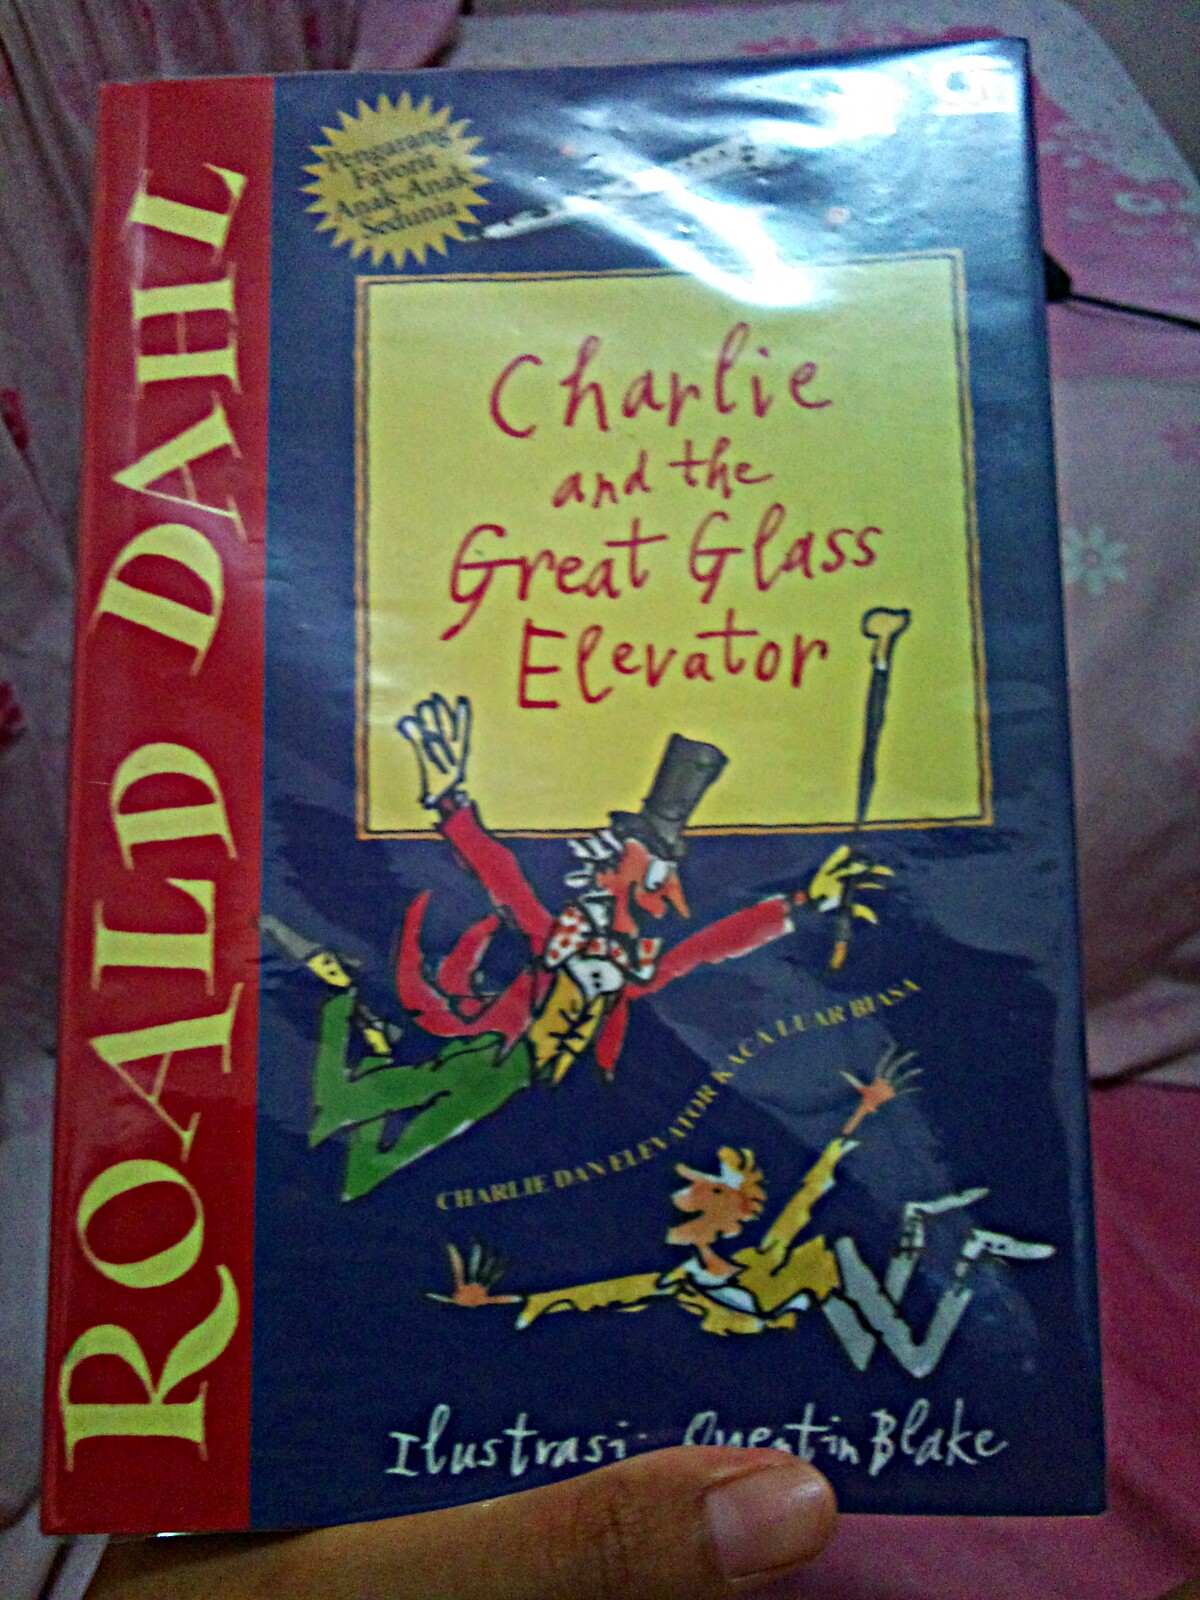 ROALD DAHL
Pengarang
Favorit
Anak-Anak
Sedunia
Charlie
and the
Great Glass
Elevator
CHARLIE DAN ELEVATOR KACA LUAR BIASA
Ilustrasi: Quentin Blake